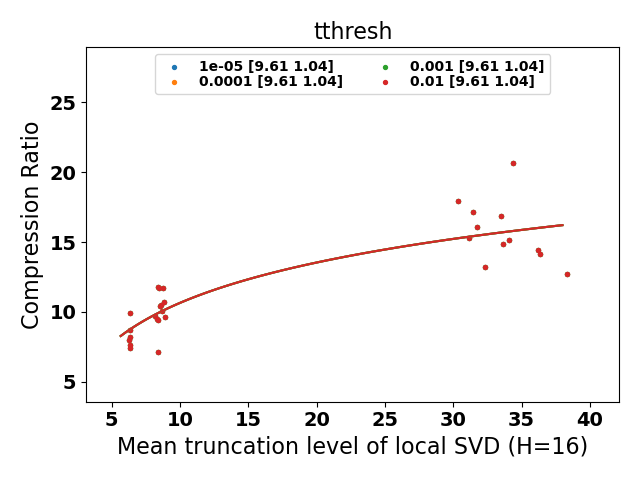 tthresh
1e-05 [9.61 1.04]
0.0001 [9.61 1.04]
0.001 [9.61 1.04]
0.01 [9.61 1.04]
Compression Ratio
25
20
15
10
5
5 10 15 20 25 30 35 40
Mean truncation level of local SVD (H=16)